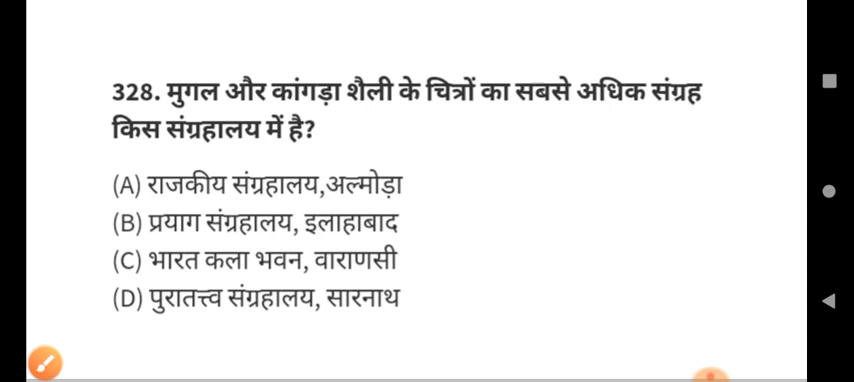 328. मुगल और कांगड़ा शैली के चित्रों का सबसे अधिक संग्रह
किस संग्रहालय में है?
(A) राजकीय संग्रहालय,अल्मोड़ा
(B) प्रयाग संग्रहालय, इलाहाबाद
(C) भारत कला भवन, वाराणसी
(D) पुरातत्त्व संग्रहालय, सारनाथ